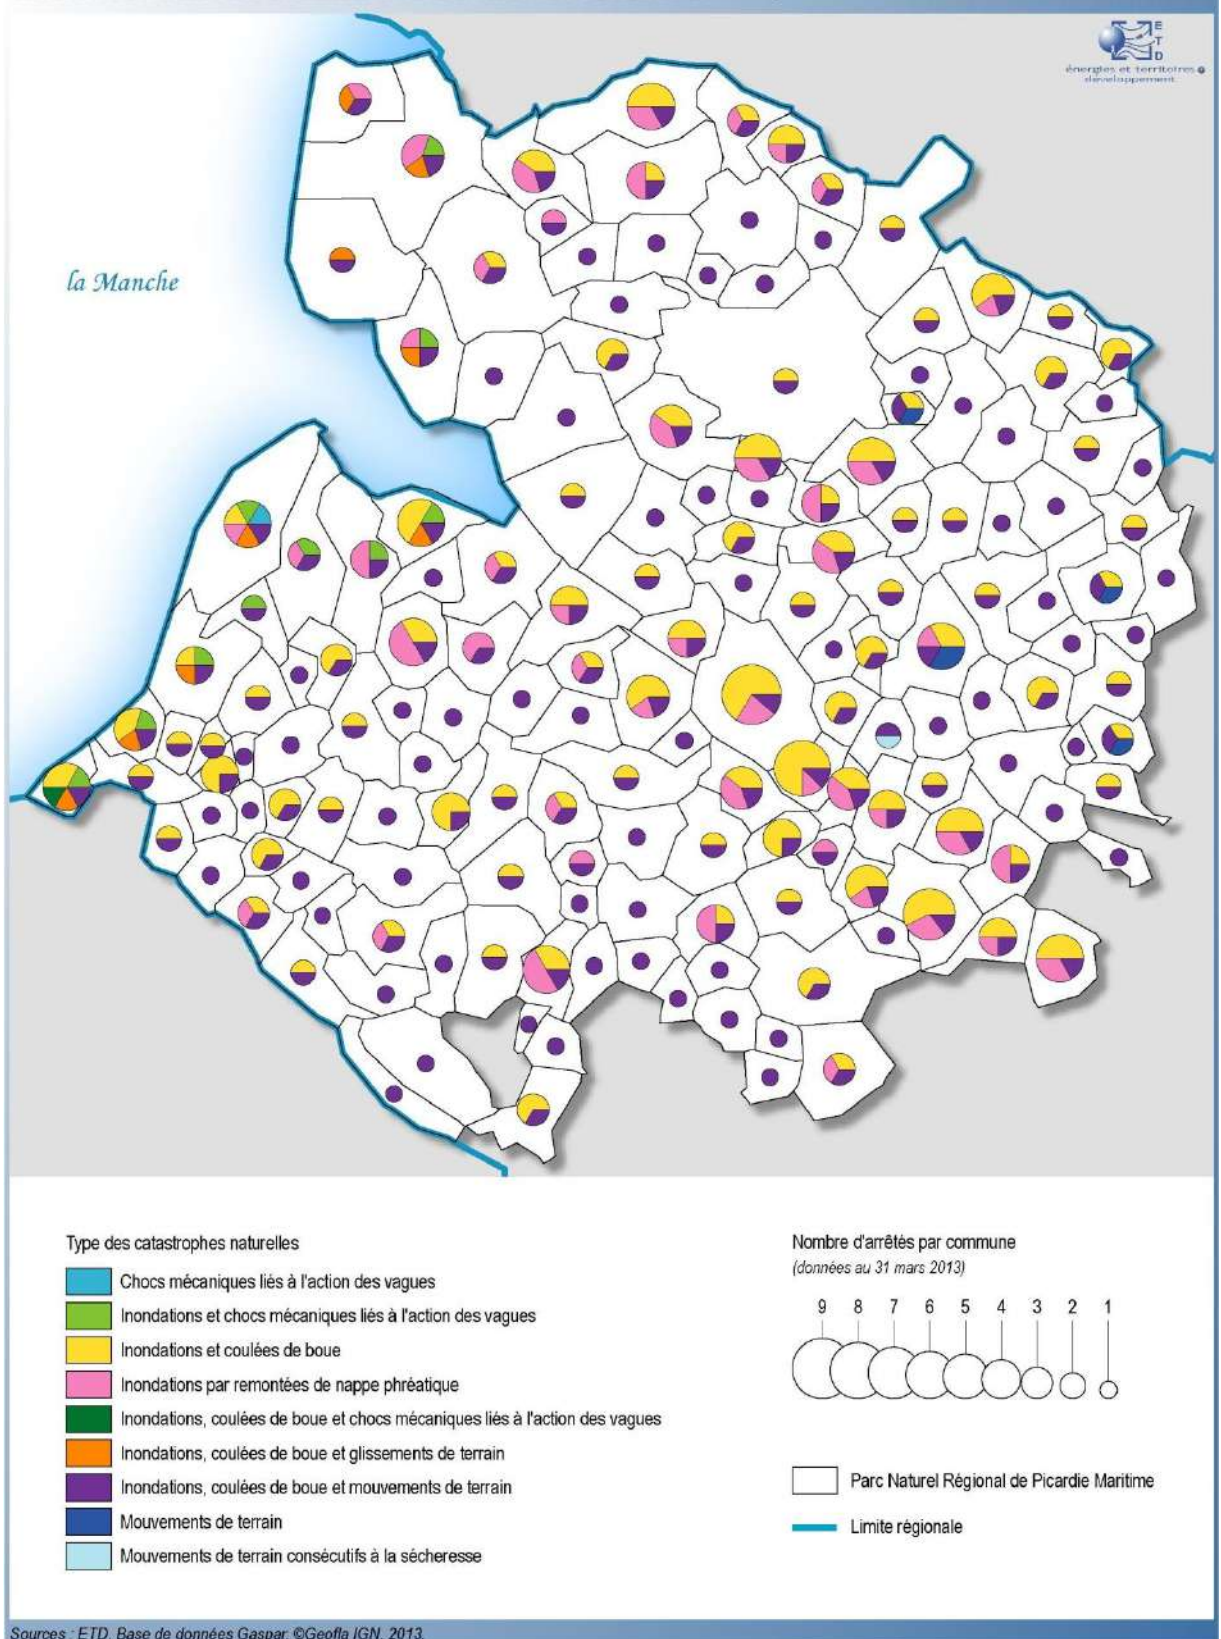 E
T
D
énergies et territoires
développement
la Manche
Type des catastrophes naturelles
Chocs mécaniques liés à l'action des vagues
Inondations et chocs mécaniques liés à l'action des vagues
Inondations et coulées de boue
Inondations par remontées de nappe phréatique
Inondations, coulées de boue et chocs mécaniques liés à l'action des vagues
Inondations, coulées de boue et glissements de terrain
Inondations, coulées de boue et mouvements de terrain
Mouvements de terrain
Mouvements de terrain consécutifs à la sécheresse
Nombre d'arrêtés par commune
(données au 31 mars 2013)
9 8 7 6 5 4 3 2 1
Parc Naturel Régional de Picardie Maritime
Limite régionale
Sources : ETD, Base de données Gaspar, ©Geofla IGN, 2013.